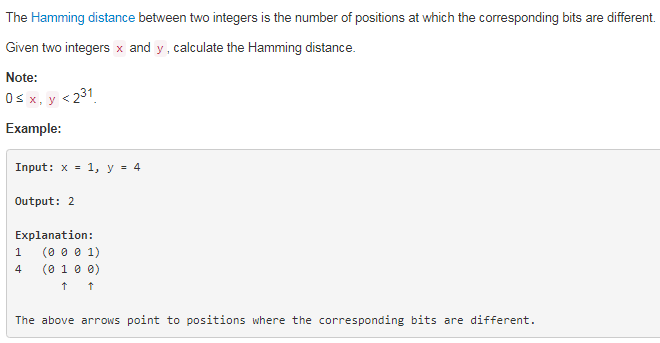 The Hamming distance between two integers is the number of positions at which the corresponding bits are different.
Given two integers x and y, calculate the Hamming distance.
Note:
0 ≤ x, y < 2³¹.
Example:
Input: x = 1, y = 4
Output: 2
Explanation:
1   (0 0 0 1)
4   (0 1 0 0)
       ↑   ↑
The above arrows point to positions where the corresponding bits are different.